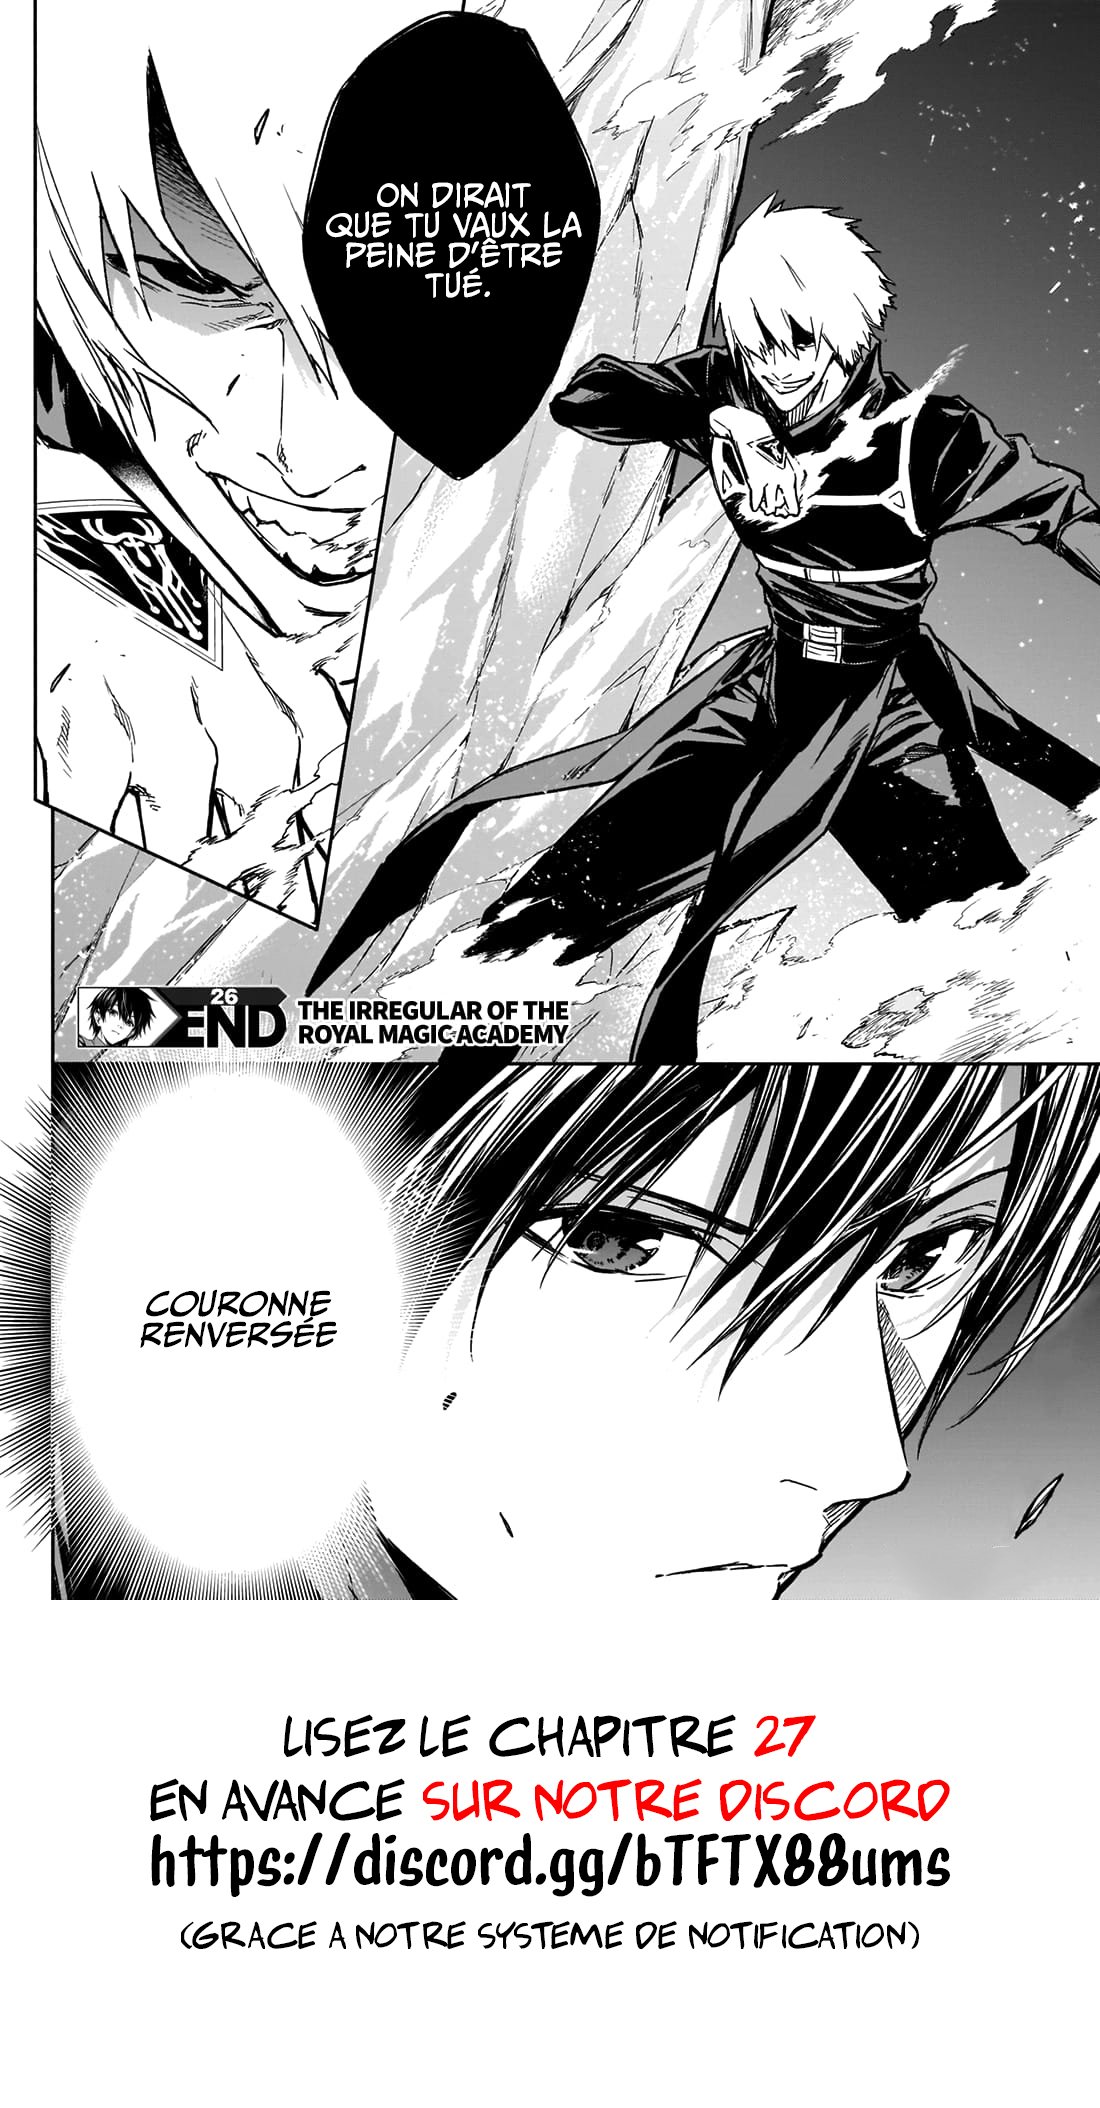 ON DIRAIT
QUE TU VAUX LA
PEINE D'ÊTRE
TUÉ.
26
END
THE IRREGULAR OF THE
ROYAL MAGIC ACADEMY
COURONNE
RENVERSÉE
LISEZ LE CHAPITRE 27
EN AVANCE SUR NOTRE DISCORD
https://discord.gg/bTFTX88ums
(GRACE A NOTRE SYSTEME DE NOTIFICATION)